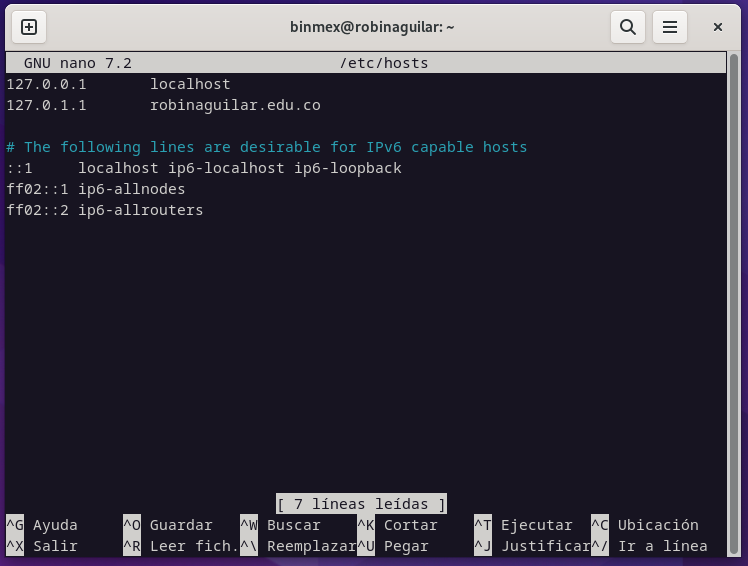 binmex@robinaguilar: ~
GNU nano 7.2 /etc/hosts
127.0.0.1 localhost
127.0.1.1 robinaguilar.edu.co
# The following lines are desirable for IPv6 capable hosts
::1 localhost ip6-localhost ip6-loopback
ff02::1 ip6-allnodes
ff02::2 ip6-allrouters
[ 7 líneas leídas ]
^G Ayuda ^O Guardar ^W Buscar ^K Cortar ^T Ejecutar ^C Ubicación
^X Salir ^R Leer fich. ^\ Reemplazar ^U Pegar ^J Justificar ^/ Ir a línea